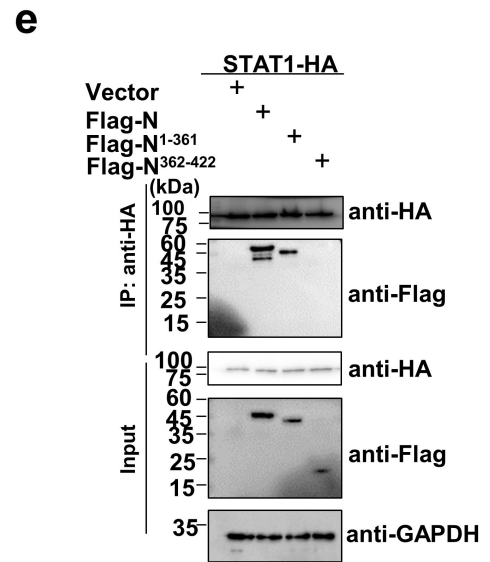 e
STAT1-HA
Vector +
Flag-N +
Flag-N1-361 +
Flag-N362-422 +
(kDa)
IP: anti-HA
100
75
anti-HA
60
45
35
25
15
anti-Flag
Input
100
75
anti-HA
60
45
35
25
15
anti-Flag
35
anti-GAPDH